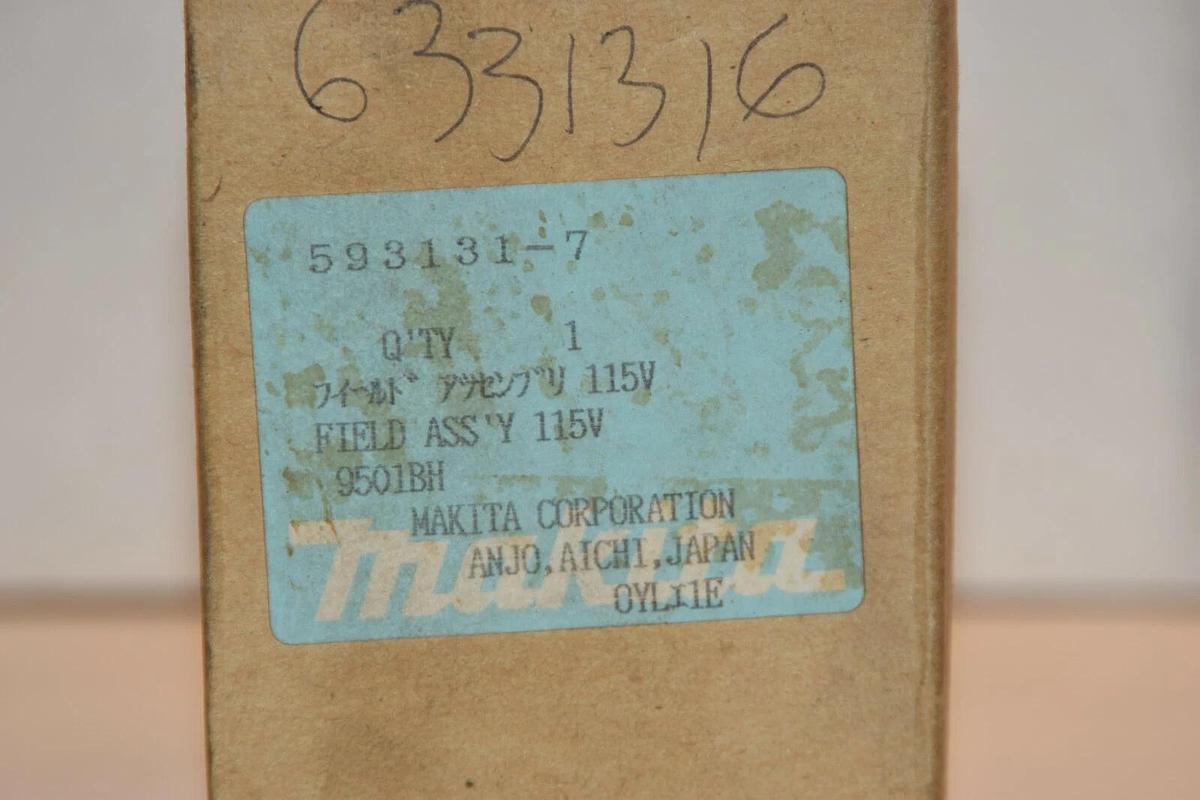 6331316
593131-7
Q'TY 1
フィールド アッセンブリ 115V
FIELD ASS'Y 115V
9501BH
MAKITA CORPORATION
makita
ANJO,AICHI,JAPAN